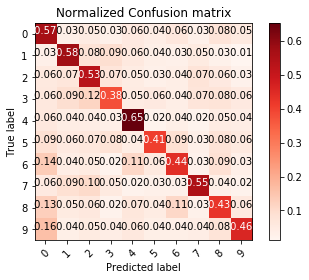 Normalized Confusion matrix
0 0.57 0.03 0.05 0.02 0.06 0.04 0.06 0.03 0.08 0.05
1 0.03 0.58 0.08 0.09 0.03 0.06 0.03 0.05 0.03 0.01
2 0.06 0.07 0.53 0.07 0.05 0.03 0.04 0.07 0.06 0.03
3 0.06 0.09 0.12 0.38 0.05 0.06 0.04 0.07 0.08 0.06
4 0.06 0.04 0.04 0.65 0.04 0.02 0.04
5 0.09 0.06 0.07 0.08 0.04 0.41 0.09 0.03 0.08 0.06
6 0.14 0.04 0.05 0.02 0.11 0.06 0.44 0.03 0.09 0.03
7 0.06 0.09 0.10 0.05 0.02 0.03 0.55 0.04 0.02
8 0.13 0.05 0.06 0.02 0.07 0.04 0.11 0.03 0.43 0.06
9 0.16 0.04 0.05 0.04 0.06 0.04 0.04 0.04 0.08 0.46
0 1 2 3 4 5 6 7 8 9
True label
Predicted label
0.6
0.5
0.4
0.3
0.2
0.1